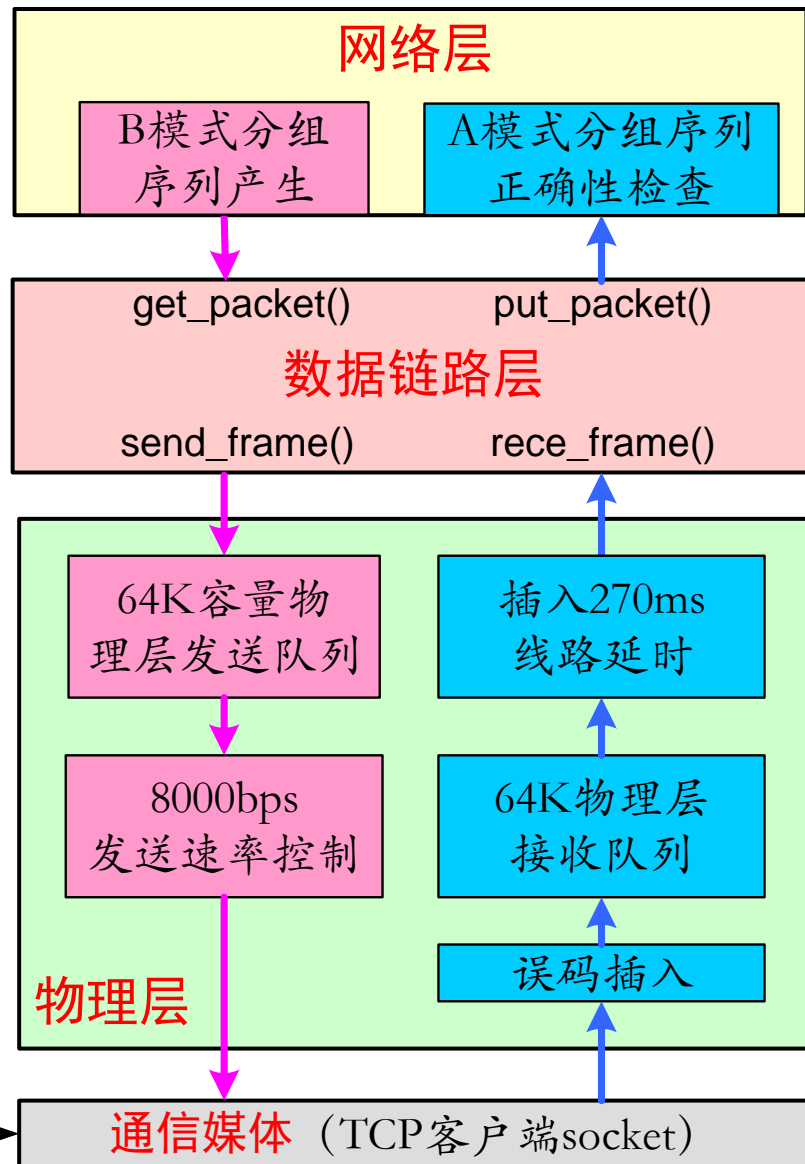 网络层
B模式分组
序列产生
A模式分组序列
正确性检查
get_packet()
put_packet()
数据链路层
send_frame()
rece_frame()
64K容量物
理层发送队列
插入270ms
线路延时
8000bps
发送速率控制
64K物理层
接收队列
误码插入
物理层
通信媒体（TCP客户端socket）